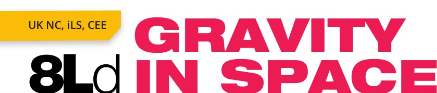 UK NC, iLS, CEE
8Ld GRAVITY
IN SPACE